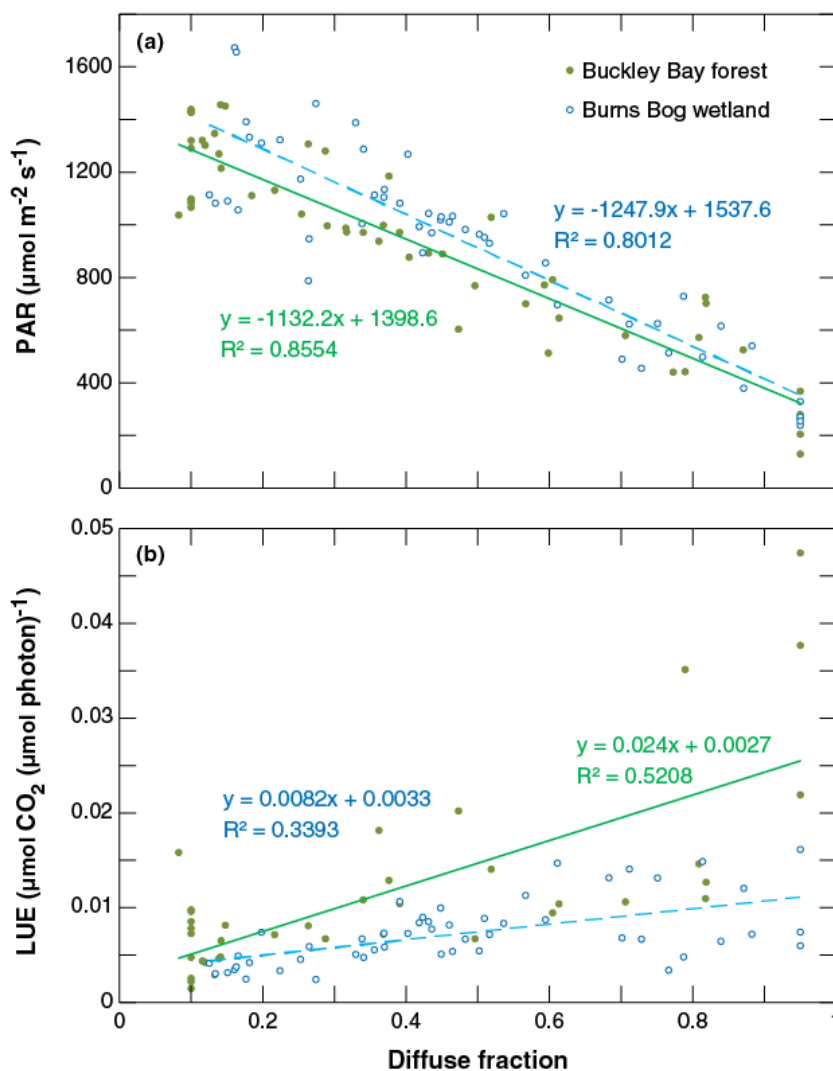 (a)
Buckley Bay forest
Burns Bog wetland
1600
1200
800
400
0
PAR (µmol m⁻² s⁻¹)
y = -1247.9x + 1537.6
R² = 0.8012
y = -1132.2x + 1398.6
R² = 0.8554
(b)
0.05
0.04
0.03
0.02
0.01
0
LUE (µmol CO₂ (µmol photon)⁻¹)
y = 0.024x + 0.0027
R² = 0.5208
y = 0.0082x + 0.0033
R² = 0.3393
0 0.2 0.4 0.6 0.8 1
Diffuse fraction